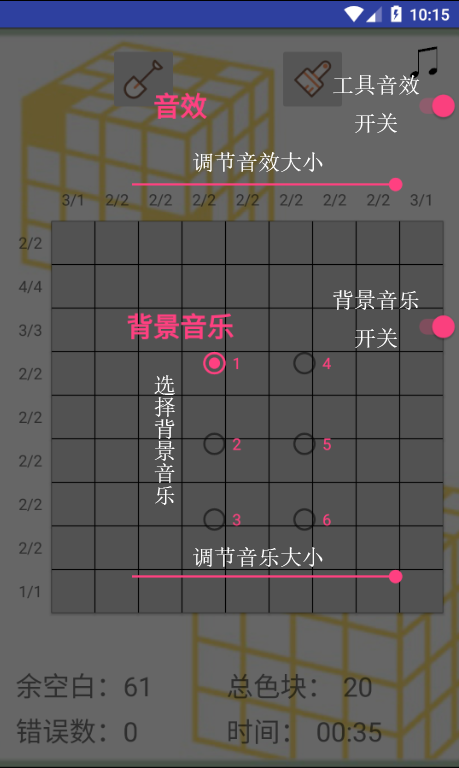 10:15
工具音效
音效
开关
调节音效大小
3/1 2/2 2/2 2/2 2/2 2/2 2/2 2/2 3/1
2/2
4/4
背景音乐
背景音乐
3/3
开关
1 4
2/2
选择背景音乐
2/2
2 5
2/2
2/2
3 6
2/2
调节音乐大小
1/1
余空白：61 总色块： 20
错误数：0 时间： 00:35